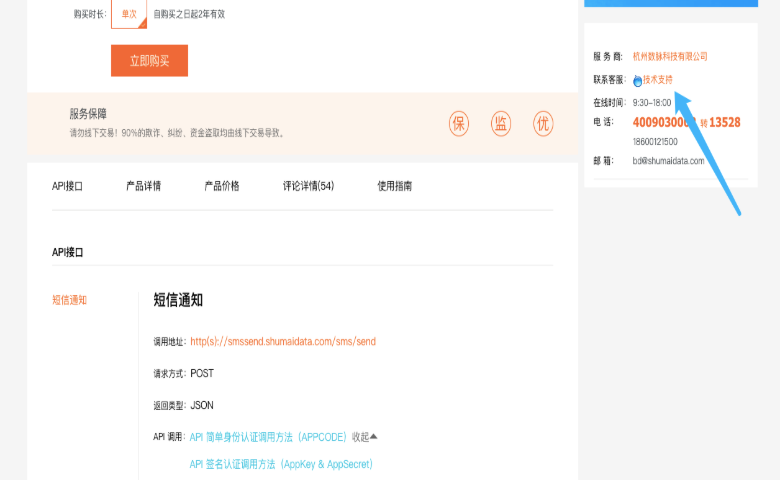 购买时长： 单次 自购买之日起2年有效
立即购买
服务保障
请勿线下交易！90%的欺诈、纠纷、资金盗取均由线下交易导致。
保 监 优
API接口 产品详情 产品价格 评论详情(54) 使用指南
API接口
短信通知
短信通知
调用地址：http(s)://smssend.shumaidata.com/sms/send
请求方式：POST
返回类型：JSON
API 调用：API 简单身份认证调用方法（APPCODE）收起
API 签名认证调用方法（AppKey & AppSecret）
服 务 商: 杭州数脉科技有限公司
联系客服: 技术支持
在线时间: 9:30-18:00
电 话: 转 13528
18600121500
邮 箱: bd@shumaidata.com